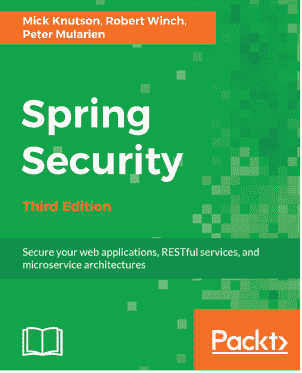 Mick Knutson, Robert Winch,
Peter Mularien
Spring
Security
Third Edition
Secure your web applications, RESTful services, and
microservice architectures
Packt>